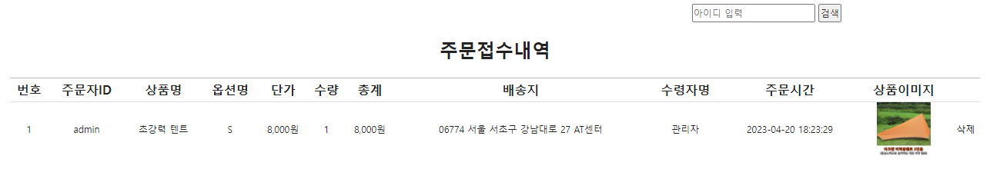 아이디 입력 검색
주문접수내역
번호 주문자ID 상품명 옵션명 단가 수량 총계 배송지 수령자명 주문시간 상품이미지
1 admin 초강력 텐트 S 8,000원 1 8,000원 06774 서울 서초구 강남대로 27 AT센터 관리자 2023-04-20 18:23:29 삭제